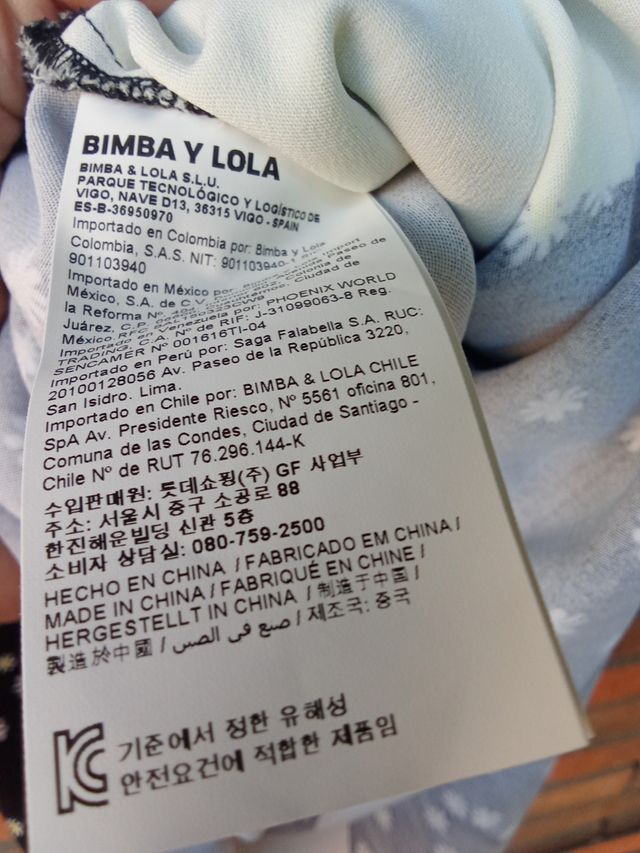 BIMBA Y LOLA
BIMBA & LOLA S.L.U.
PARQUE TECNOLÓGICO Y LOGÍSTICO DE
VIGO, NAVE D13, 36315 VIGO - SPAIN
ES-B-36950970
Importado en Colombia por: Bimba y Lola
Colombia, S.A.S. NIT: 901103940-1
901103940
Importado en México por:
México, S.A. de C.V. Paseo de
la Reforma Nº Colonia de
Juárez, C.P. Ciudad de
México
Importado en Venezuela por: PHOENIX WORLD
TRADING, C.A. Nº de RIF: J-31099063-8 Reg.
SENCAMER Nº 001616TI-04
Importado en Perú por: Saga Falabella S.A. RUC:
20100128056 Av. Paseo de la República 3220,
San Isidro. Lima.
Importado en Chile por: BIMBA & LOLA CHILE
SpA Av. Presidente Riesco, Nº 5561 oficina 801,
Comuna de las Condes, Ciudad de Santiago -
Chile Nº de RUT 76.296.144-K
수입판매원: 롯데쇼핑(주) GF 사업부
주소: 서울시 중구 소공로 88
한진해운빌딩 신관 5층
소비자 상담실: 080-759-2500
HECHO EN CHINA / FABRICADO EM CHINA /
MADE IN CHINA / FABRIQUÉ EN CHINE /
HERGESTELLT IN CHINA / 制造于中国 /
製造於中國 / صنع في الصين / 제조국: 중국
KC 기준에서 정한 유해성
안전요건에 적합한 제품임